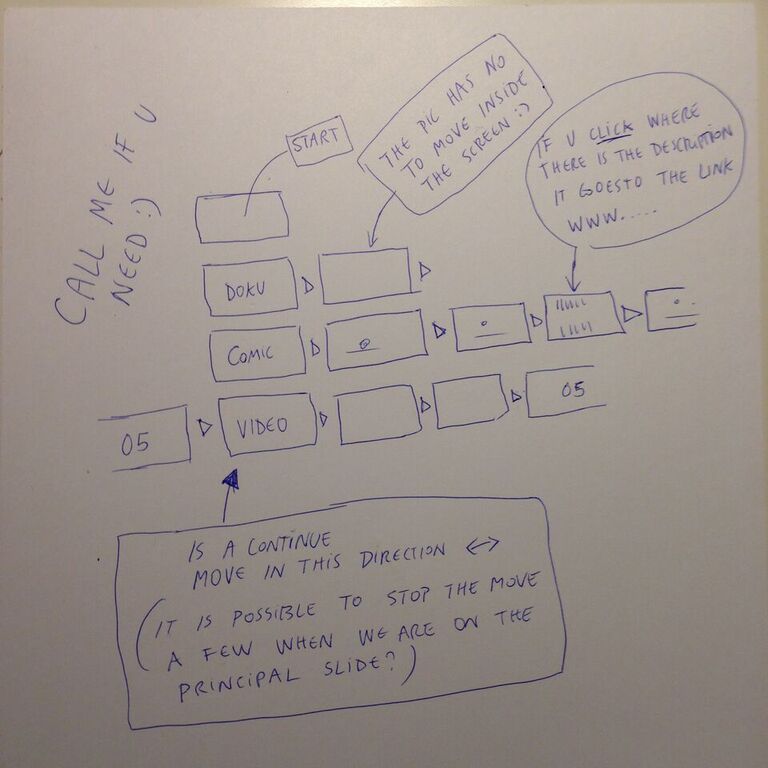 CALL ME IF U
NEED :)
START
THE PIC HAS NO
TO MOVE INSIDE
THE SCREEN :)
IF U CLICK WHERE
THERE IS THE DESCRIPTION
IT GOESTO THE LINK
WWW.....
DOKU
COMIC
05
VIDEO
05
IS A CONTINUE
MOVE IN THIS DIRECTION <->
(IT IS POSSIBLE TO STOP THE MOVE
A FEW WHEN WE ARE ON THE
PRINCIPAL SLIDE?)